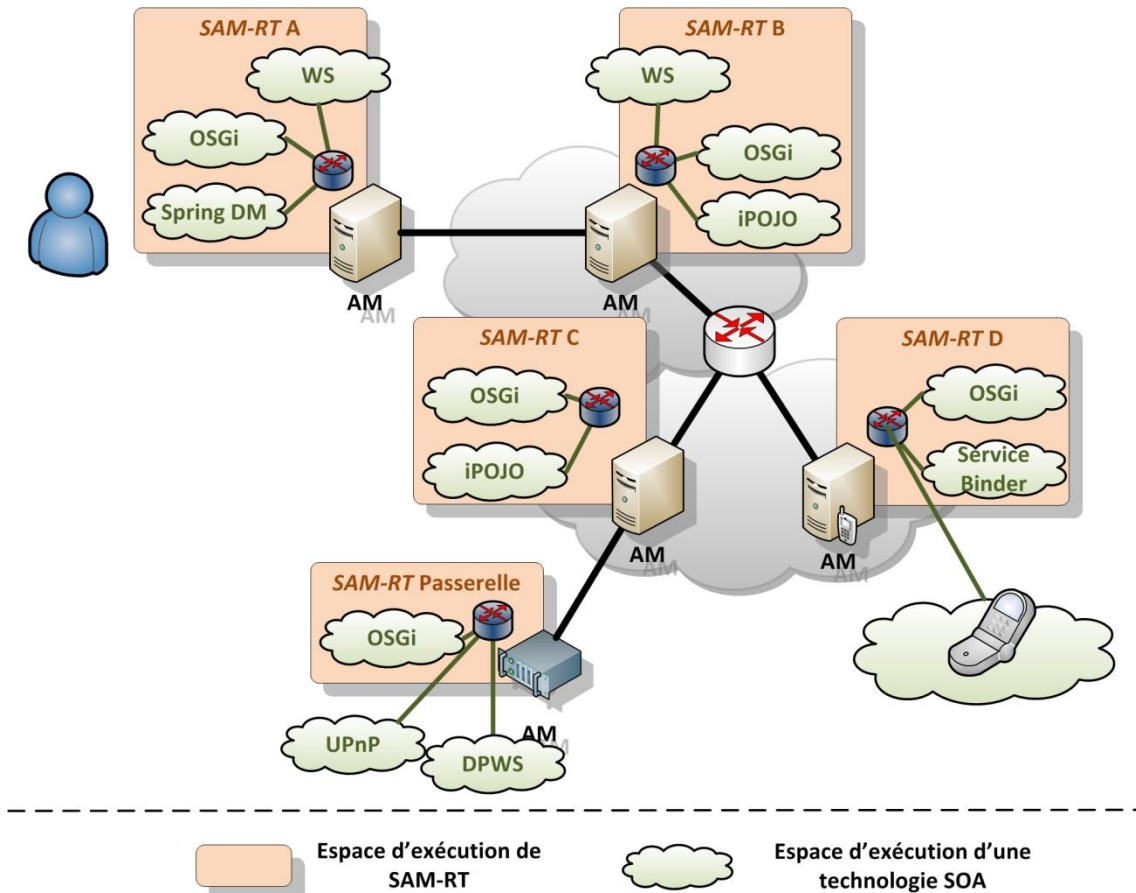 SAM-RT A
WS
OSGi
Spring DM
AM
SAM-RT B
WS
OSGi
iPOJO
AM
SAM-RT C
OSGi
iPOJO
AM
SAM-RT D
OSGi
Service
Binder
AM
SAM-RT Passerelle
OSGi
UPnP
DPWS
AM
Espace d'exécution de
SAM-RT
Espace d'exécution d'une
technologie SOA